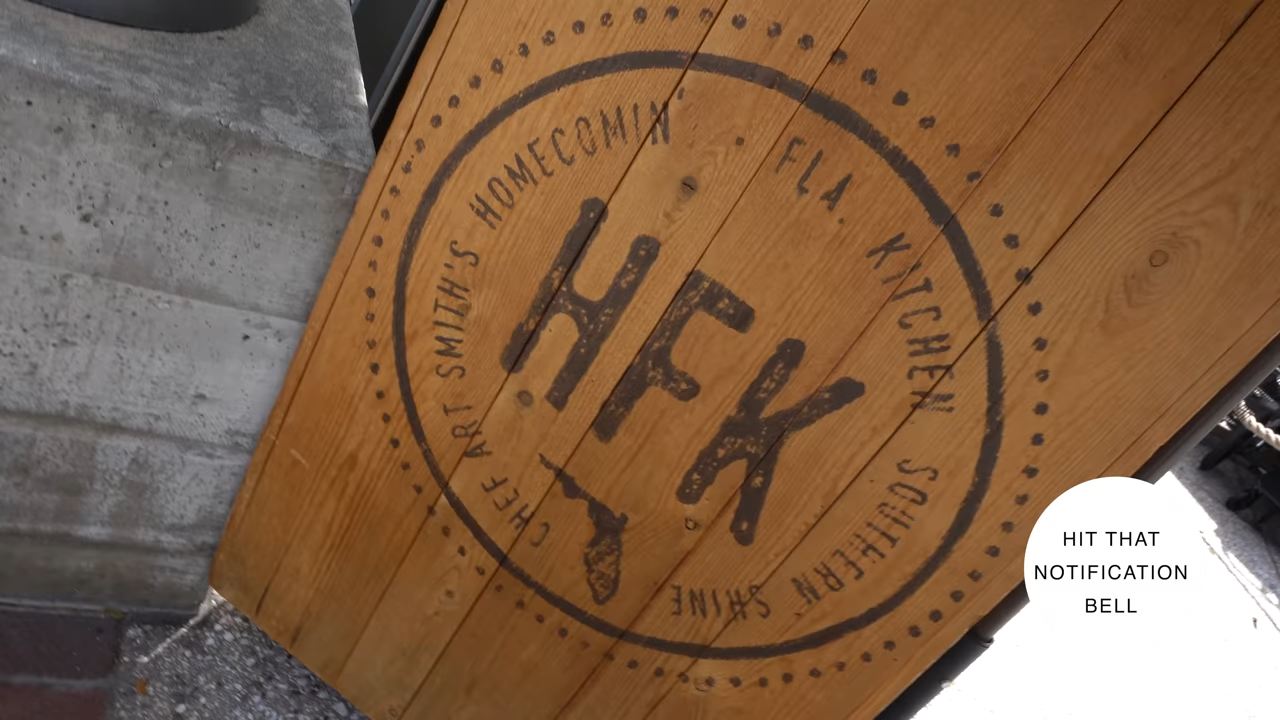 CHEF ART SMITH'S HOMECOMIN'
· FLA. KITCHEN
SOUTHERN SHINE
HFK
HIT THAT
NOTIFICATION
BELL